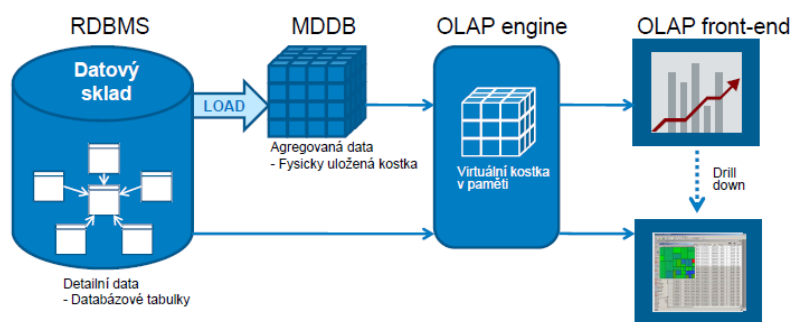 RDBMS
MDDB
OLAP engine
OLAP front-end
Datový
sklad
LOAD
Agregovaná data
- Fysicky uložená kostka
Virtuální kostka
v paměti
Drill
down
Detailní data
- Databázové tabulky